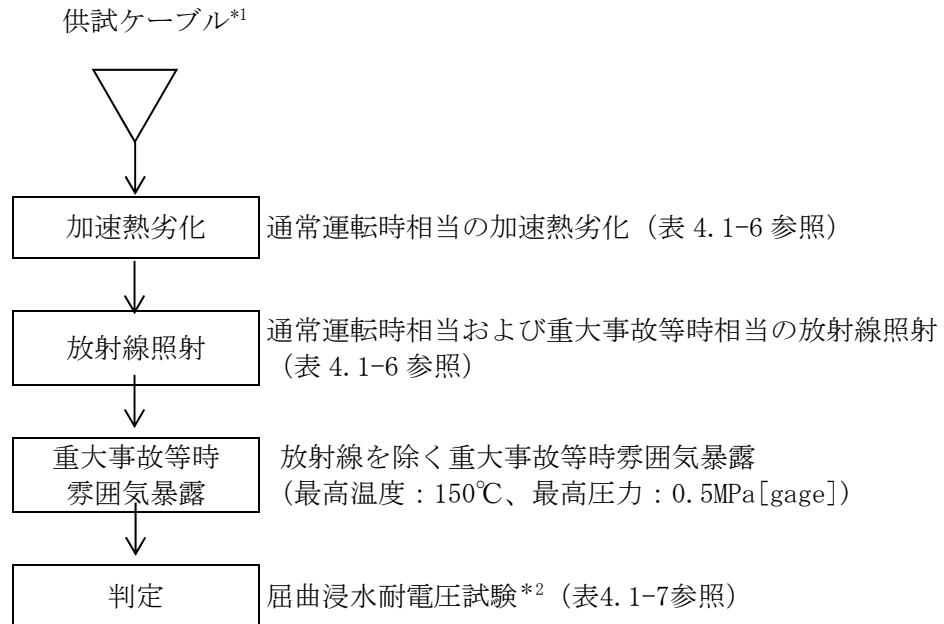 供試ケーブル*1
加速熱劣化
通常運転時相当の加速熱劣化（表 4.1-6 参照）
放射線照射
通常運転時相当および重大事故等時相当の放射線照射
（表 4.1-6 参照）
重大事故等時
雰囲気暴露
放射線を除く重大事故等時雰囲気暴露
(最高温度：150℃、最高圧力：0.5MPa[gage])
判定
屈曲浸水耐電圧試験*2（表4.1-7参照）